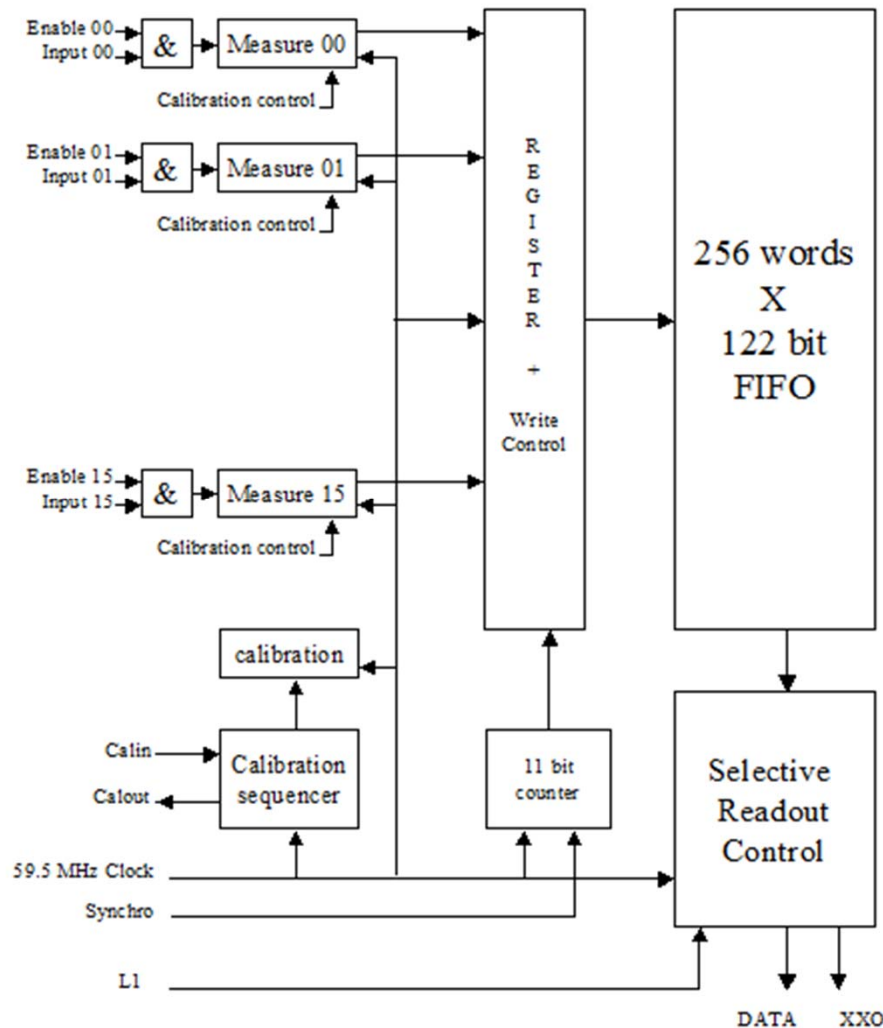 Enable 00
Input 00
&
Measure 00
Calibration control
Enable 01
Input 01
&
Measure 01
Calibration control
Enable 15
Input 15
&
Measure 15
Calibration control
R
E
G
I
S
T
E
R
+
Write
Control
256 words
X
122 bit
FIFO
calibration
Calin
Calout
Calibration
sequencer
11 bit
counter
Selective
Readout
Control
59.5 MHz Clock
Synchro
L1
DATA
XXO